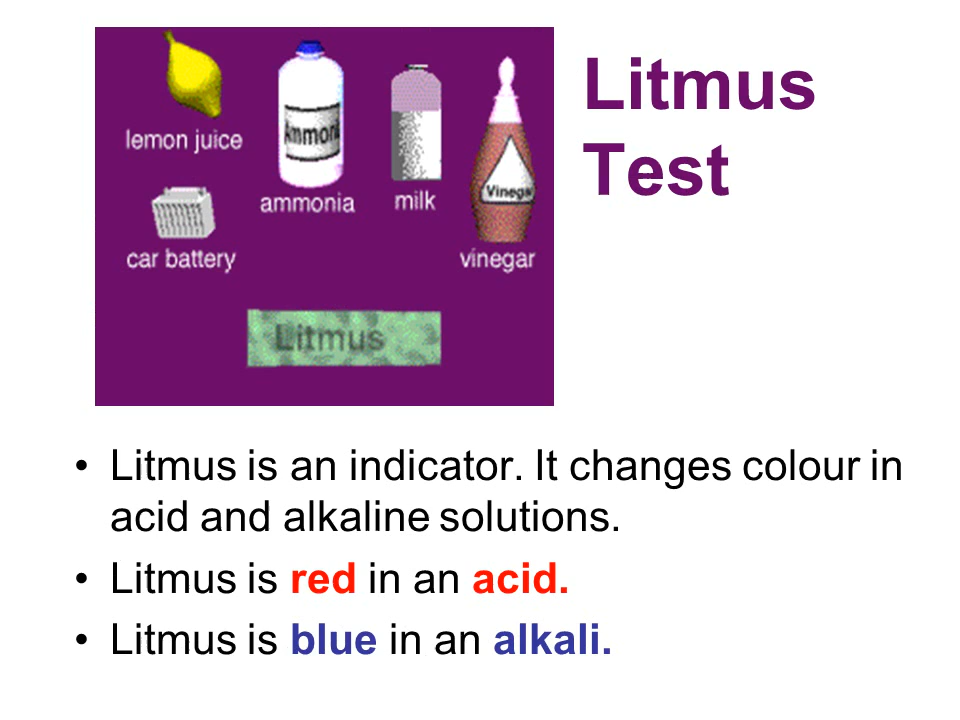 Litmus
Test
lemon juice
Ammoni
ammonia
milk
Vinegar
vinegar
car battery
Litmus
• Litmus is an indicator. It changes colour in
acid and alkaline solutions.
• Litmus is red in an acid.
• Litmus is blue in an alkali.